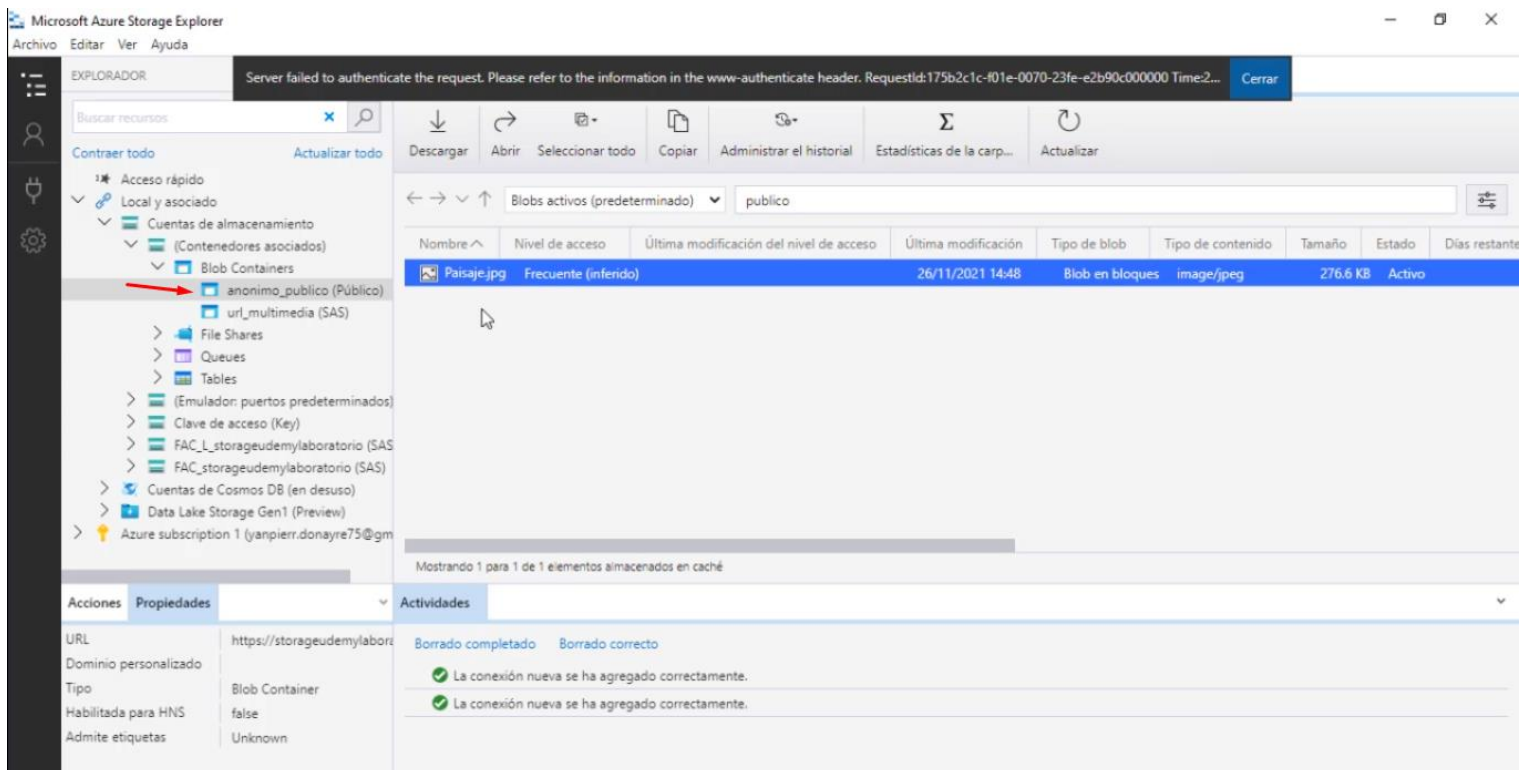 Microsoft Azure Storage Explorer
Archivo Editar Ver Ayuda
EXPLORADOR
Server failed to authenticate the request. Please refer to the information in the www-authenticate header. RequestId:175b2c1c-f01e-0070-23fe-e2b90c000000 Time:2... Cerrar
Buscar recursos
Contraer todo Actualizar todo
Descargar Abrir Seleccionar todo Copiar Administrar el historial Estadísticas de la carp... Actualizar
Acceso rápido
Local y asociado
Cuentas de almacenamiento
(Contenedores asociados)
Blob Containers
anonimo_publico (Público)
url_multimedia (SAS)
File Shares
Queues
Tables
(Emulador: puertos predeterminados)
Clave de acceso (Key)
FAC_L_storageudemylaboratorio (SAS
FAC_storageudemylaboratorio (SAS)
Cuentas de Cosmos DB (en desuso)
Data Lake Storage Gen1 (Preview)
Azure subscription 1 (yanpierr.donayre75@gm
Blobs activos (predeterminado) publico
Nombre Nivel de acceso Última modificación del nivel de acceso Última modificación Tipo de blob Tipo de contenido Tamaño Estado Días restante
Paisaje.jpg Frecuente (inferido) 26/11/2021 14:48 Blob en bloques image/jpeg 276.6 KB Activo
Mostrando 1 para 1 de 1 elementos almacenados en caché
Acciones Propiedades
URL https://storageudemylabora
Dominio personalizado
Tipo Blob Container
Habilitada para HNS false
Admite etiquetas Unknown
Actividades
Borrado completado Borrado correcto
La conexión nueva se ha agregado correctamente.
La conexión nueva se ha agregado correctamente.